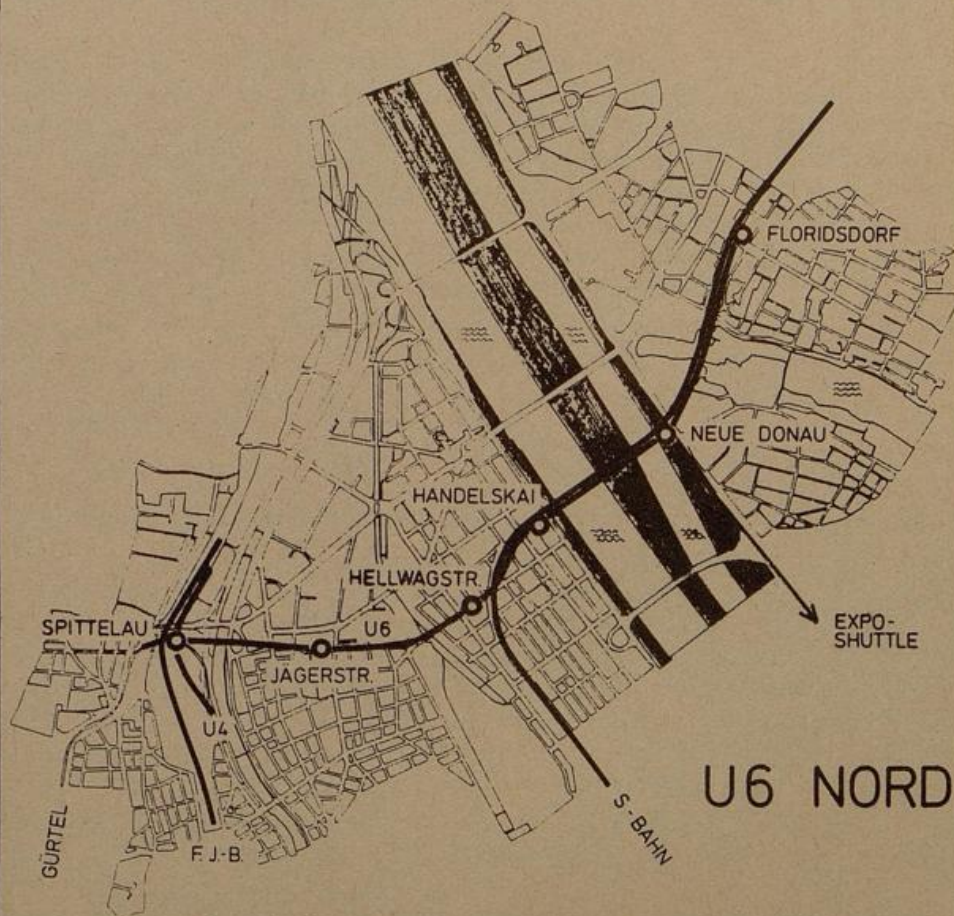 FLORIDSDORF
NEUE DONAU
HANDELSKAI
HELLWAGSTR.
U6
SPITTELAU
JÄGERSTR.
EXPO-
SHUTTLE
U4
U6 NORD
GÜRTEL
F.J.-B.
S-BAHN